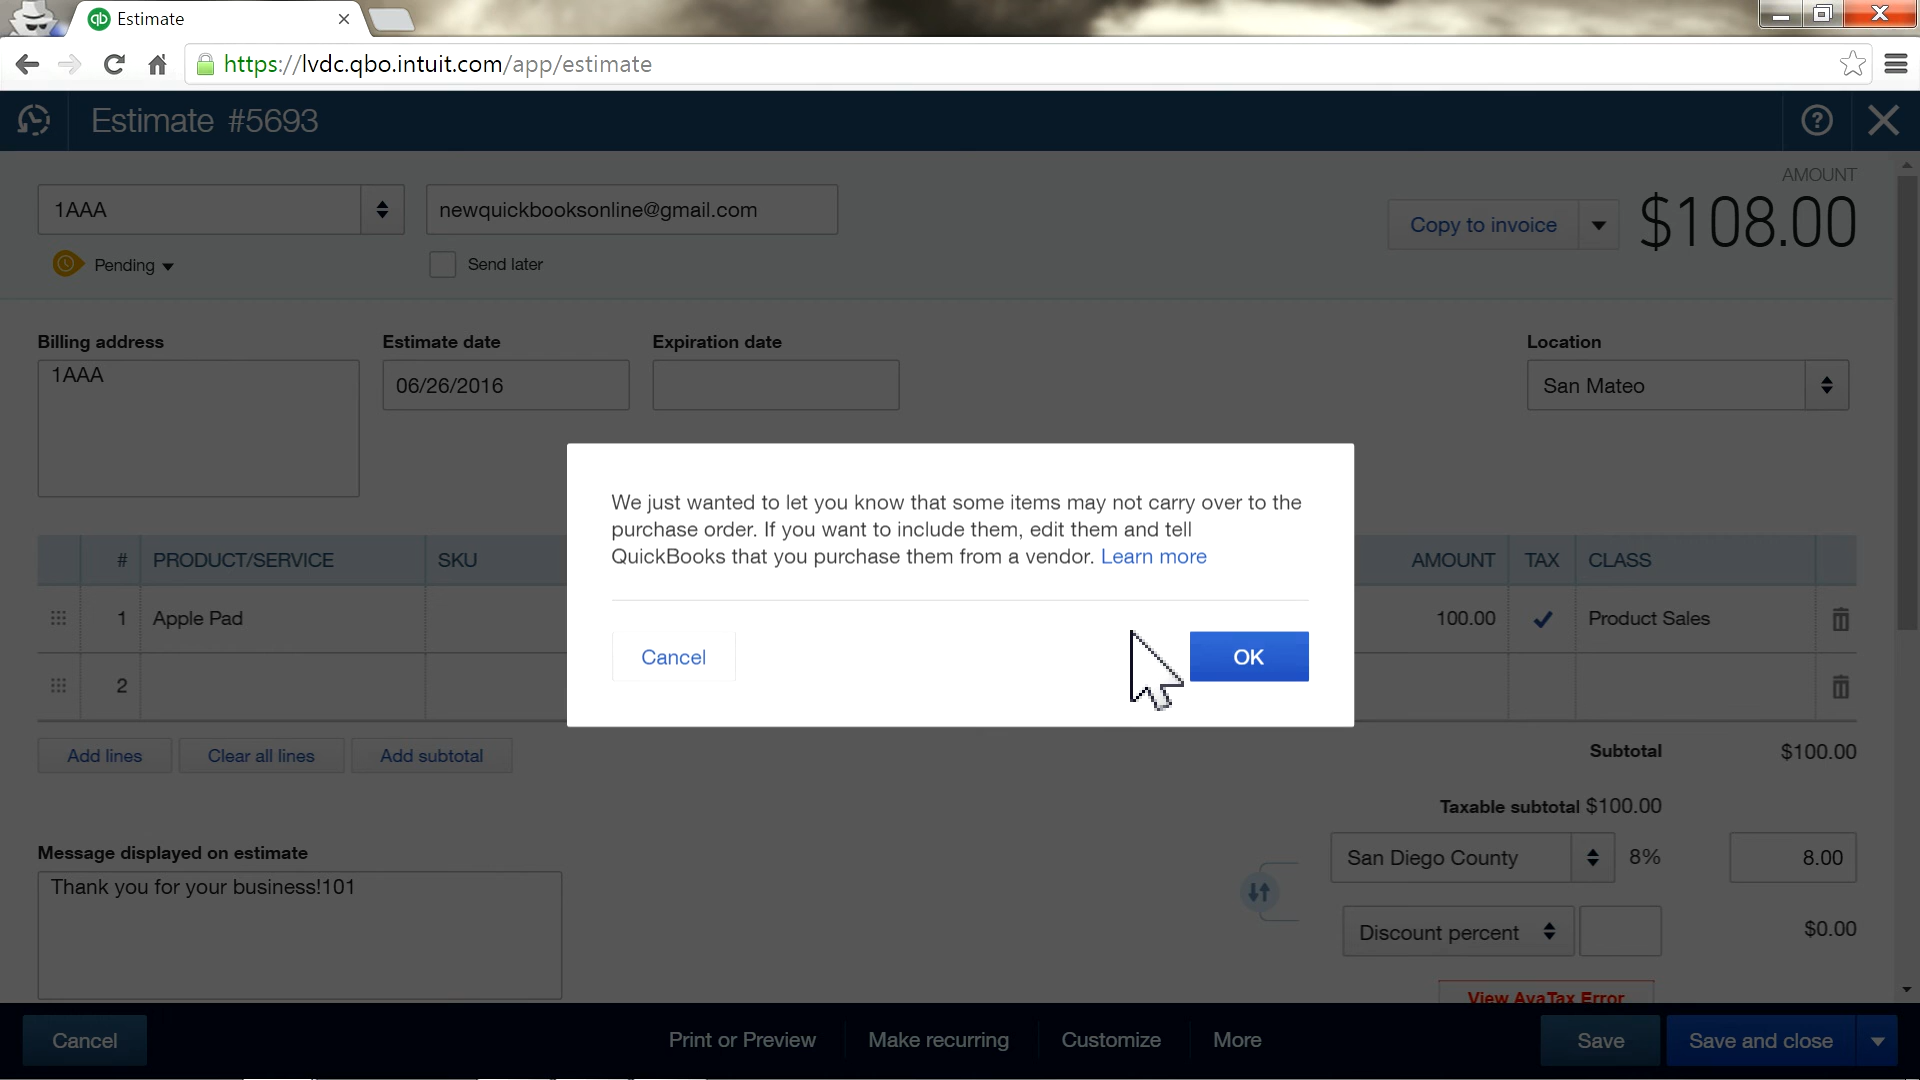 Estimate
https://lvdc.qbo.intuit.com/app/estimate
Estimate #5693
AMOUNT
1AAA
newquickbooksonline@gmail.com
Copy to invoice
$108.00
Pending
Send later
Billing address
Estimate date
Expiration date
Location
1AAA
06/26/2016
San Mateo
We just wanted to let you know that some items may not carry over to the
purchase order. If you want to include them, edit them and tell
QuickBooks that you purchase them from a vendor. Learn more
Cancel
OK
# PRODUCT/SERVICE SKU AMOUNT TAX CLASS
1 Apple Pad 100.00 Product Sales
2
Add lines
Clear all lines
Add subtotal
Subtotal $100.00
Taxable subtotal $100.00
Message displayed on estimate
San Diego County 8% 8.00
Thank you for your business!101
Discount percent $0.00
View AvaTax Error
Cancel
Print or Preview
Make recurring
Customize
More
Save
Save and close